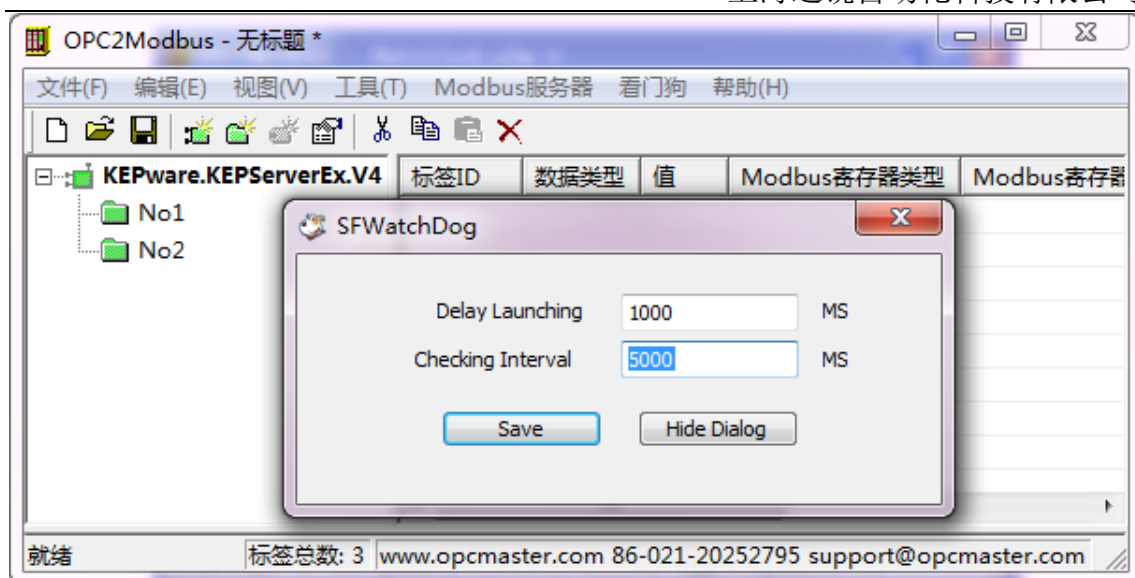 OPC2Modbus - 无标题 *
文件(F) 编辑(E) 视图(V) 工具(T) Modbus服务器 看门狗 帮助(H)
KEPware.KEPServerEx.V4 标签ID 数据类型 值 Modbus寄存器类型 Modbus寄存器
No1
No2
SFWatchDog
Delay Launching 1000 MS
Checking Interval 5000 MS
Save Hide Dialog
就绪 标签总数: 3 www.opcmaster.com 86-021-20252795 support@opcmaster.com